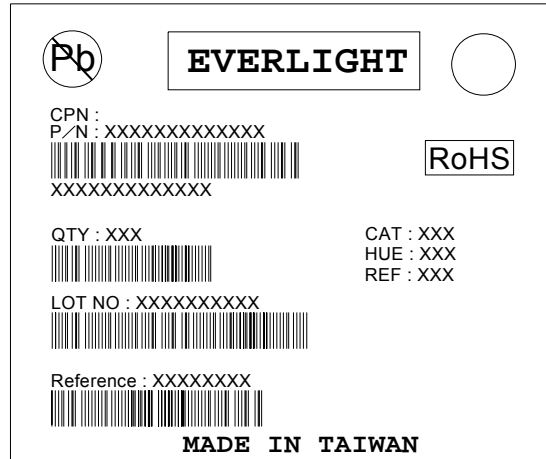 Pb
EVERLIGHT
CPN :
P/N : XXXXXXXXXXXXX
RoHS
XXXXXXXXXXXXX
QTY : XXX
CAT : XXX
HUE : XXX
REF : XXX
LOT NO : XXXXXXXXXX
Reference : XXXXXXXX
MADE IN TAIWAN